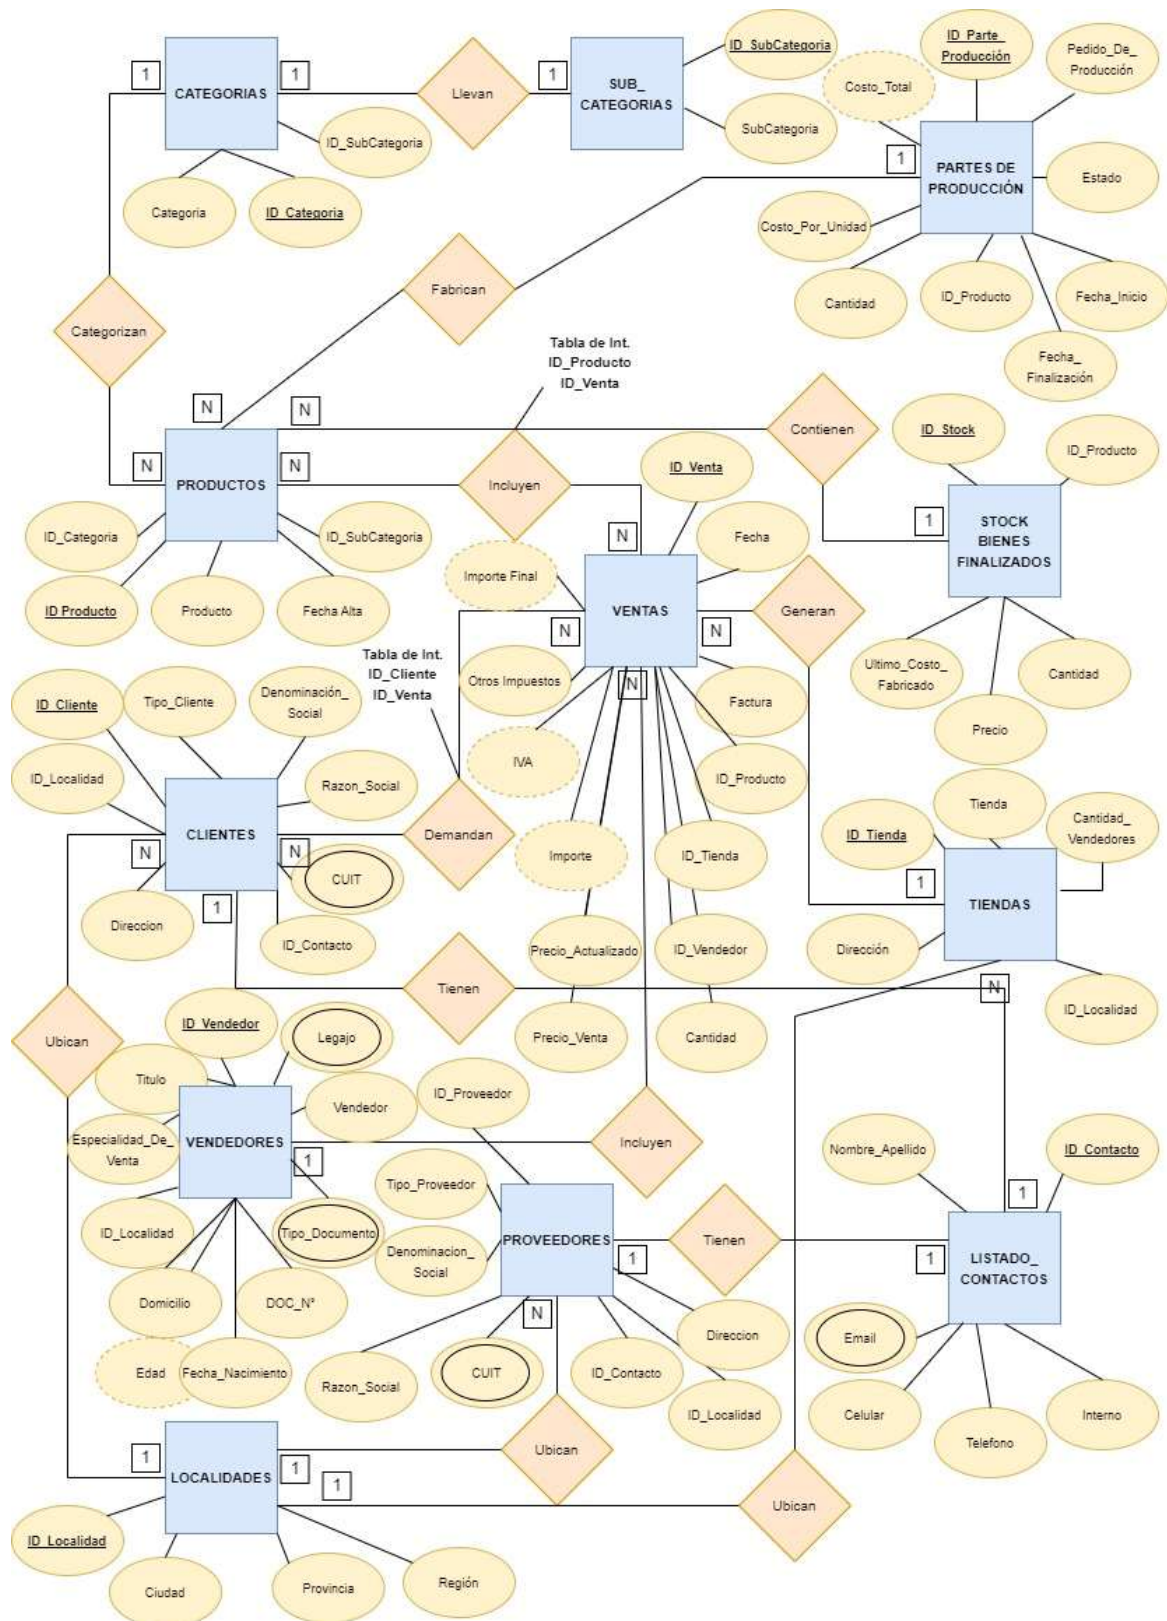 ID_Parte_
Producción
ID_SubCategoria
Pedido_De_
Producción
1
1
1
CATEGORIAS
Llevan
SUB_
CATEGORIAS
Costo_Total
SubCategoria
ID_SubCategoria
1
PARTES DE
PRODUCCIÓN
Estado
Categoria
ID_Categoria
Costo_Por_Unidad
Fabrican
Cantidad
ID_Producto
Fecha_Inicio
Categorizan
Tabla de Int.
ID_Producto
ID_Venta
Fecha_
Finalización
N
N
Contienen
ID_Stock
ID_Producto
N
N
PRODUCTOS
Incluyen
ID_Venta
1
STOCK
BIENES
FINALIZADOS
ID_Categoria
ID_SubCategoria
N
Fecha
Importe Final
ID Producto
Producto
Fecha Alta
VENTAS
Generan
N
N
Tabla de Int.
ID_Cliente
ID_Venta
Ultimo_Costo_
Fabricado
Cantidad
Otros Impuestos
N
Factura
ID_Cliente
Tipo_Cliente
Denominación_
Social
Precio
IVA
ID_Localidad
Razon_Social
ID_Producto
Tienda
Cantidad_
Vendedores
CLIENTES
Demandan
ID_Tienda
N
N
Importe
ID_Tienda
CUIT
1
1
TIENDAS
Direccion
ID_Contacto
Precio_Actualizado
ID_Vendedor
Dirección
Tienen
N
ID_Localidad
ID_Vendedor
Legajo
Precio_Venta
Cantidad
Ubican
Titulo
ID_Proveedor
Vendedor
Especialidad_De_
Venta
VENDEDORES
Incluyen
Nombre_Apellido
ID_Contacto
1
Tipo_Proveedor
1
ID_Localidad
Tipo_Documento
PROVEEDORES
Tienen
Denominacion_
Social
1
1
LISTADO_
CONTACTOS
Domicilio
DOC_Nº
N
Direccion
Email
Edad
Fecha_Nacimiento
Razon_Social
CUIT
ID_Contacto
ID_Localidad
Celular
Interno
Telefono
1
1
Ubican
LOCALIDADES
1
Ubican
ID_Localidad
Ciudad
Provincia
Región